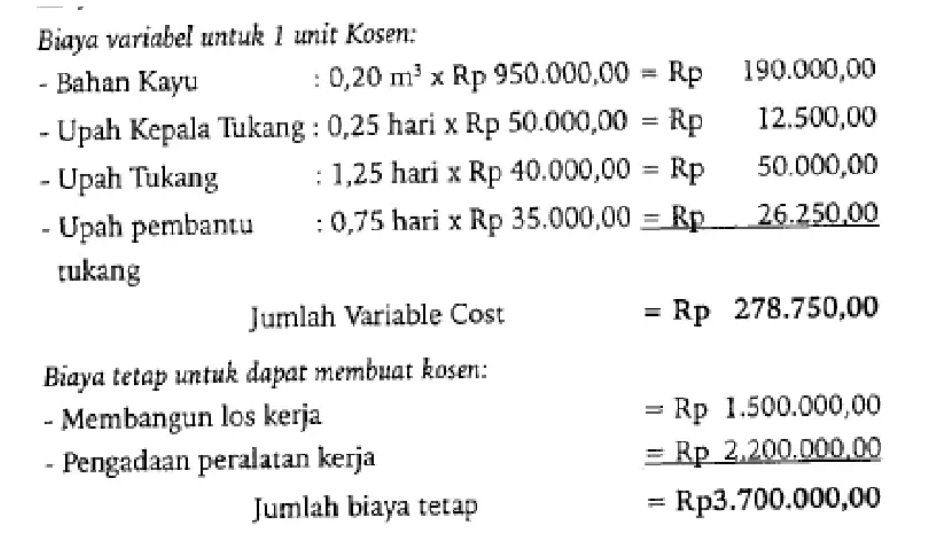 Biaya variabel untuk 1 unit Kosen:
- Bahan Kayu : 0,20 m³ x Rp 950.000,00 = Rp 190.000,00
- Upah Kepala Tukang : 0,25 hari x Rp 50.000,00 = Rp 12.500,00
- Upah Tukang : 1,25 hari x Rp 40.000,00 = Rp 50.000,00
- Upah pembantu : 0,75 hari x Rp 35.000,00 = Rp 26.250,00
tukang
Jumlah Variable Cost = Rp 278.750,00
Biaya tetap untuk dapat membuat kosen:
- Membangun los kerja = Rp 1.500.000,00
- Pengadaan peralatan kerja = Rp 2.200.000,00
Jumlah biaya tetap = Rp3.700.000,00